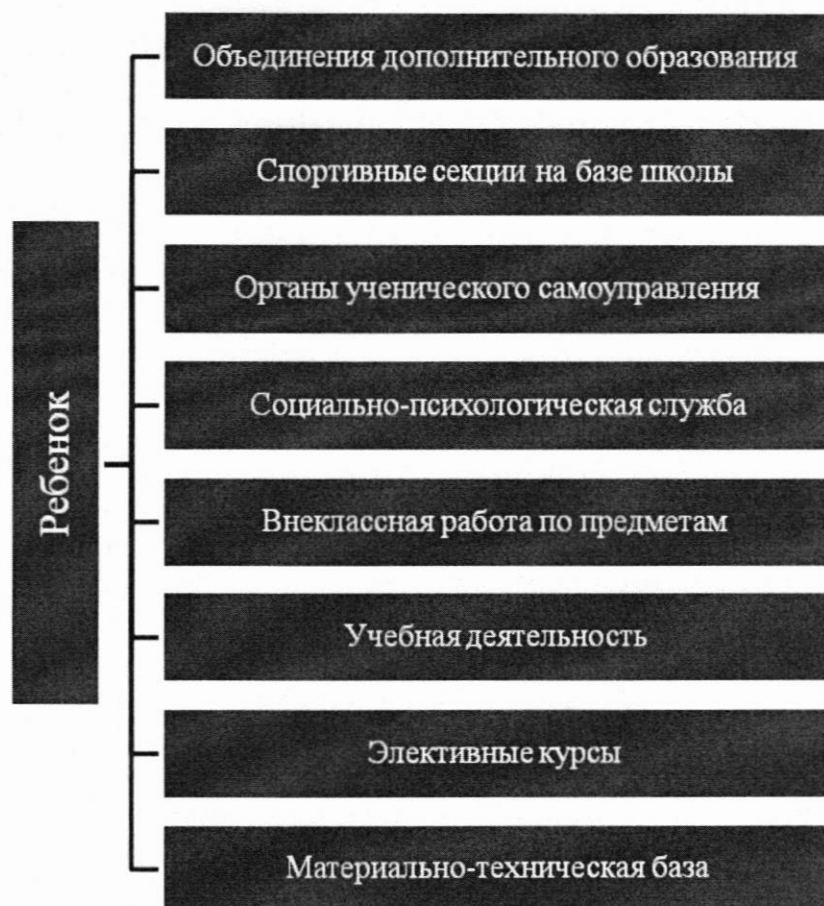 Объединения дополнительного образования
Спортивные секции на базе школы
Органы ученического самоуправления
Социально-психологическая служба
Ребенок
Внеклассная работа по предметам
Учебная деятельность
Элективные курсы
Материально-техническая база